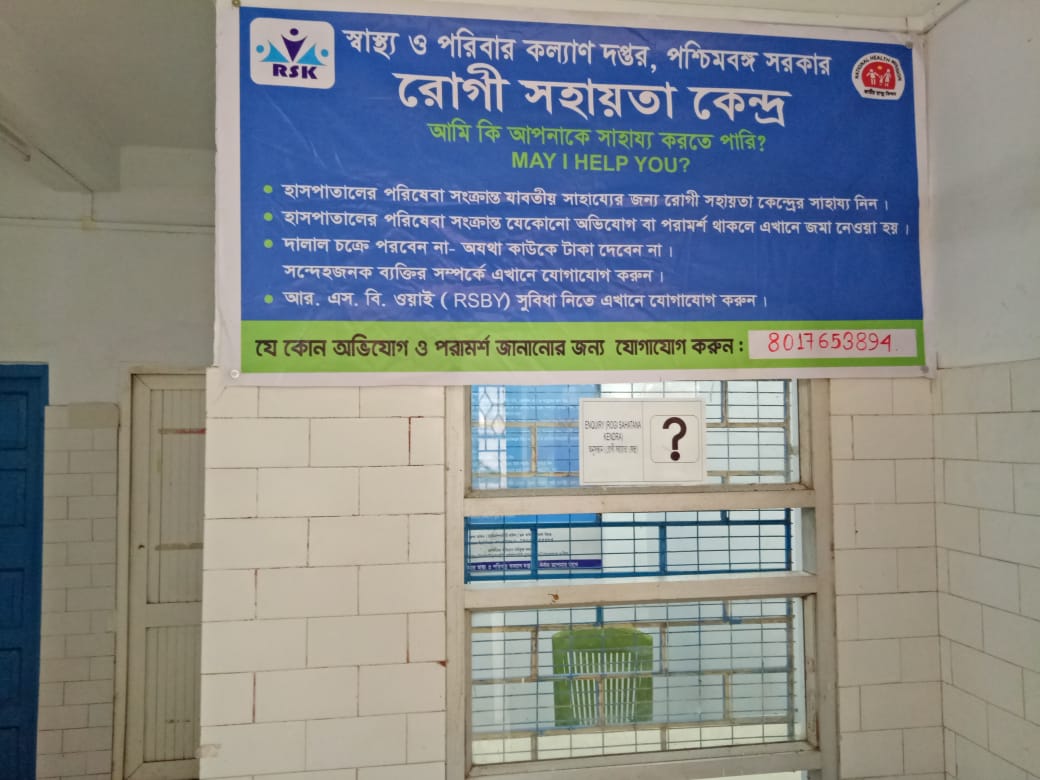 RSK
স্বাস্থ্য ও পরিবার কল্যাণ দপ্তর, পশ্চিমবঙ্গ সরকার
NATIONAL HEALTH MISSION
রোগী সহায়তা কেন্দ্র
আমি কি আপনাকে সাহায্য করতে পারি?
MAY I HELP YOU?
হাসপাতালের পরিষেবা সংক্রান্ত যাবতীয় সাহায্যের জন্য রোগী সহায়তা কেন্দ্রের সাহায্য নিন ।
হাসপাতালের পরিষেবা সংক্রান্ত যেকোনো অভিযোগ বা পরামর্শ থাকলে এখানে জমা নেওয়া হয় ।
দালাল চক্রে পরবেন না- অযথা কাউকে টাকা দেবেন না ।
সন্দেহজনক ব্যক্তির সম্পর্কে এখানে যোগাযোগ করুন ।
আর. এস. বি. ওয়াই ( RSBY) সুবিধা নিতে এখানে যোগাযোগ করুন ।
যে কোন অভিযোগ ও পরামর্শ জানানোর জন্য যোগাযোগ করুন : 8017653894
ENQUIRY (ROGI SAHATANA
KENDRA)
?